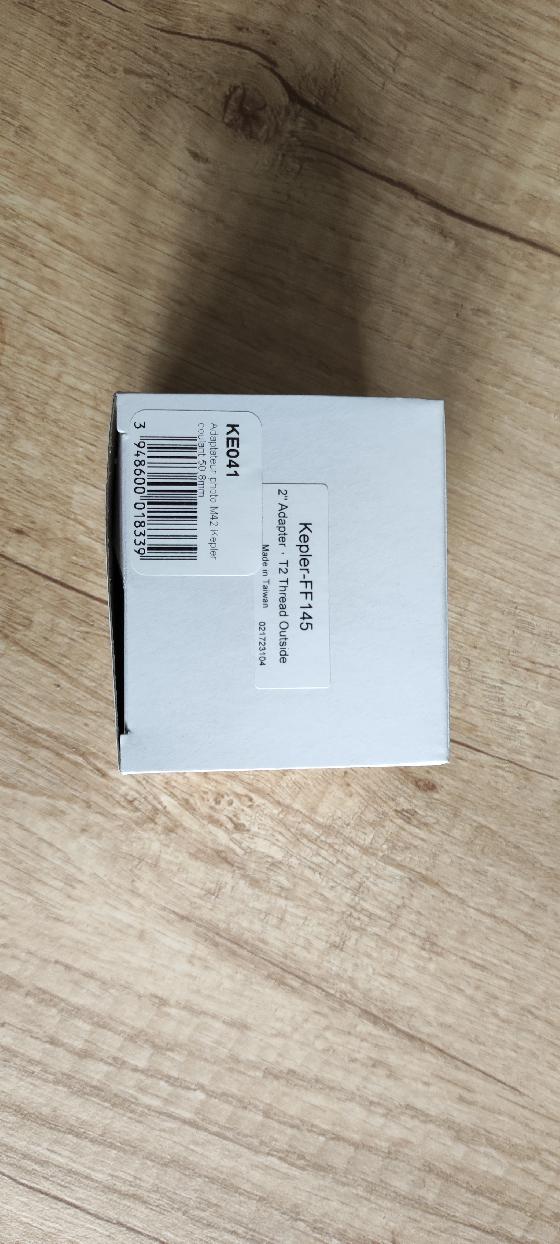 KE041
Adaptateur photo M42 Kepler
coulant 50.8mm
3 948600 018339
Kepler-FF145
2" Adapter，T2 Thread Outside
Made in Taiwan 021723104